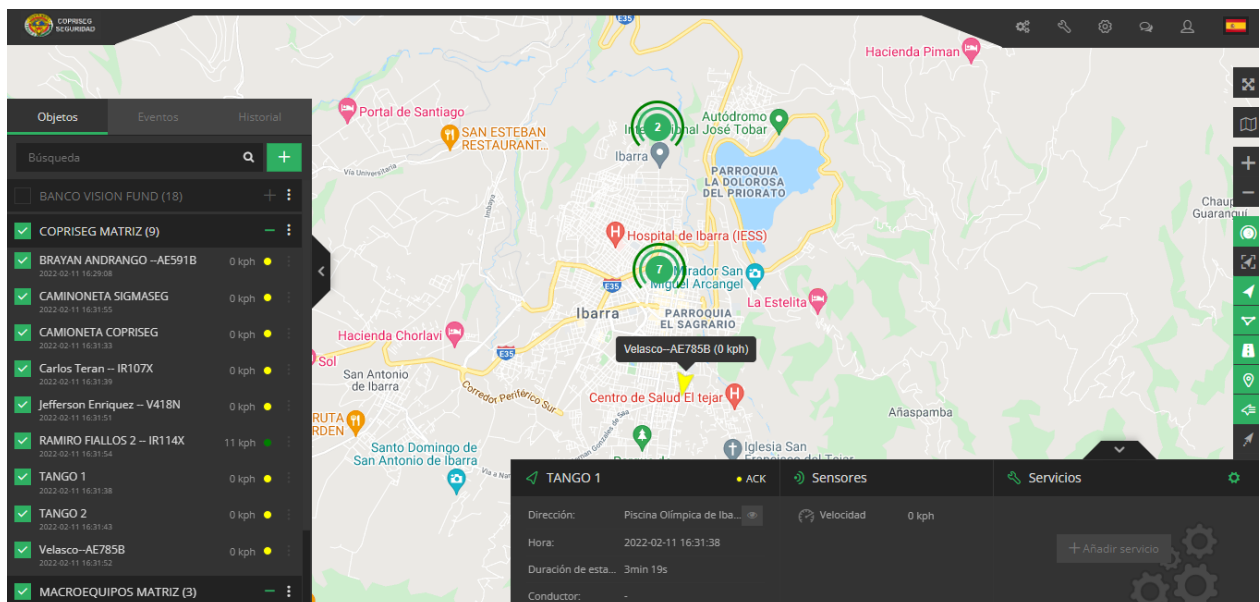 COPRISEG
SEGURIDAD
Objetos
Eventos
Historial
Búsqueda
BANCO VISION FUND (18)
COPRISEG MATRIZ (9)
BRAYAN ANDRANGO --AE591B
0 kph
2022-02-11 16:29:08
CAMINONETA SIGMASEG
0 kph
2022-02-11 16:31:55
CAMIONETA COPRISEG
0 kph
2022-02-11 16:31:33
Carlos Teran -- IR107X
0 kph
2022-02-11 16:31:39
Jefferson Enriquez -- V418N
0 kph
2022-02-11 16:31:51
RAMIRO FIALLOS 2 -- IR114X
11 kph
2022-02-11 16:31:54
TANGO 1
0 kph
2022-02-11 16:31:38
TANGO 2
0 kph
2022-02-11 16:31:43
Velasco--AE785B
0 kph
2022-02-11 16:31:52
MACROEQUIPOS MATRIZ (3)
E35
Hacienda Piman
Portal de Santiago
SAN ESTEBAN
RESTAURANT...
Vía Universitaria
Imbaya
2
Autódromo
José Tobar
Ibarra
PARROQUIA
LA DOLOROSA
DEL PRIORATO
Hospital de Ibarra (IESS)
7
Mirador San
Miguel Arcangel
E35
La Estelita
Ibarra
PARROQUIA
EL SAGRARIO
Hacienda Chorlavi
E35
Velasco--AE785B (0 kph)
Sol
San Antonio
de Ibarra
Corredor Periférico Sur
Centro de Salud El tejar
Añaspamba
Santo Domingo de
San Antonio de Ibarra
Iglesia San
TANGO 1
ACK
Dirección:
Piscina Olímpica de Iba...
Hora:
2022-02-11 16:31:38
Duración de esta...
3min 19s
Conductor:
-
Sensores
Velocidad
0 kph
Servicios
Añadir servicio